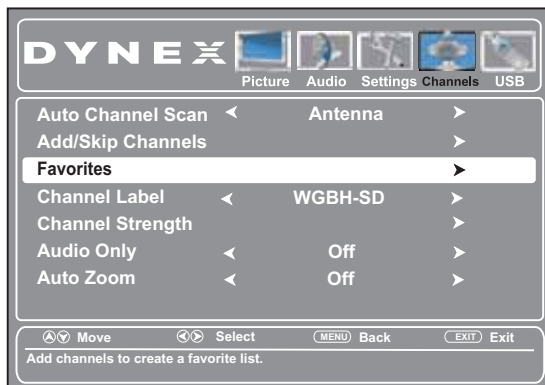 DYNEX
Picture Audio Settings Channels USB
Auto Channel Scan Antenna
Add/Skip Channels
Favorites
Channel Label WGBH-SD
Channel Strength
Audio Only Off
Auto Zoom Off
Move Select MENU Back EXIT Exit
Add channels to create a favorite list.